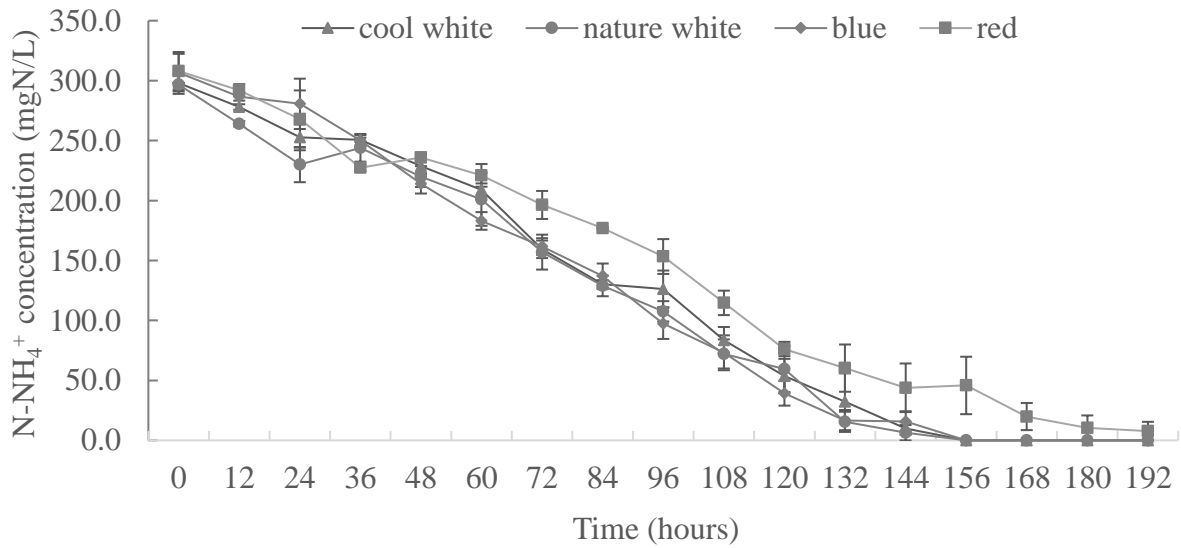 cool white nature white blue red
N-NH₄⁺ concentration (mgN/L)
350.0
300.0
250.0
200.0
150.0
100.0
50.0
0.0
0 12 24 36 48 60 72 84 96 108 120 132 144 156 168 180 192
Time (hours)